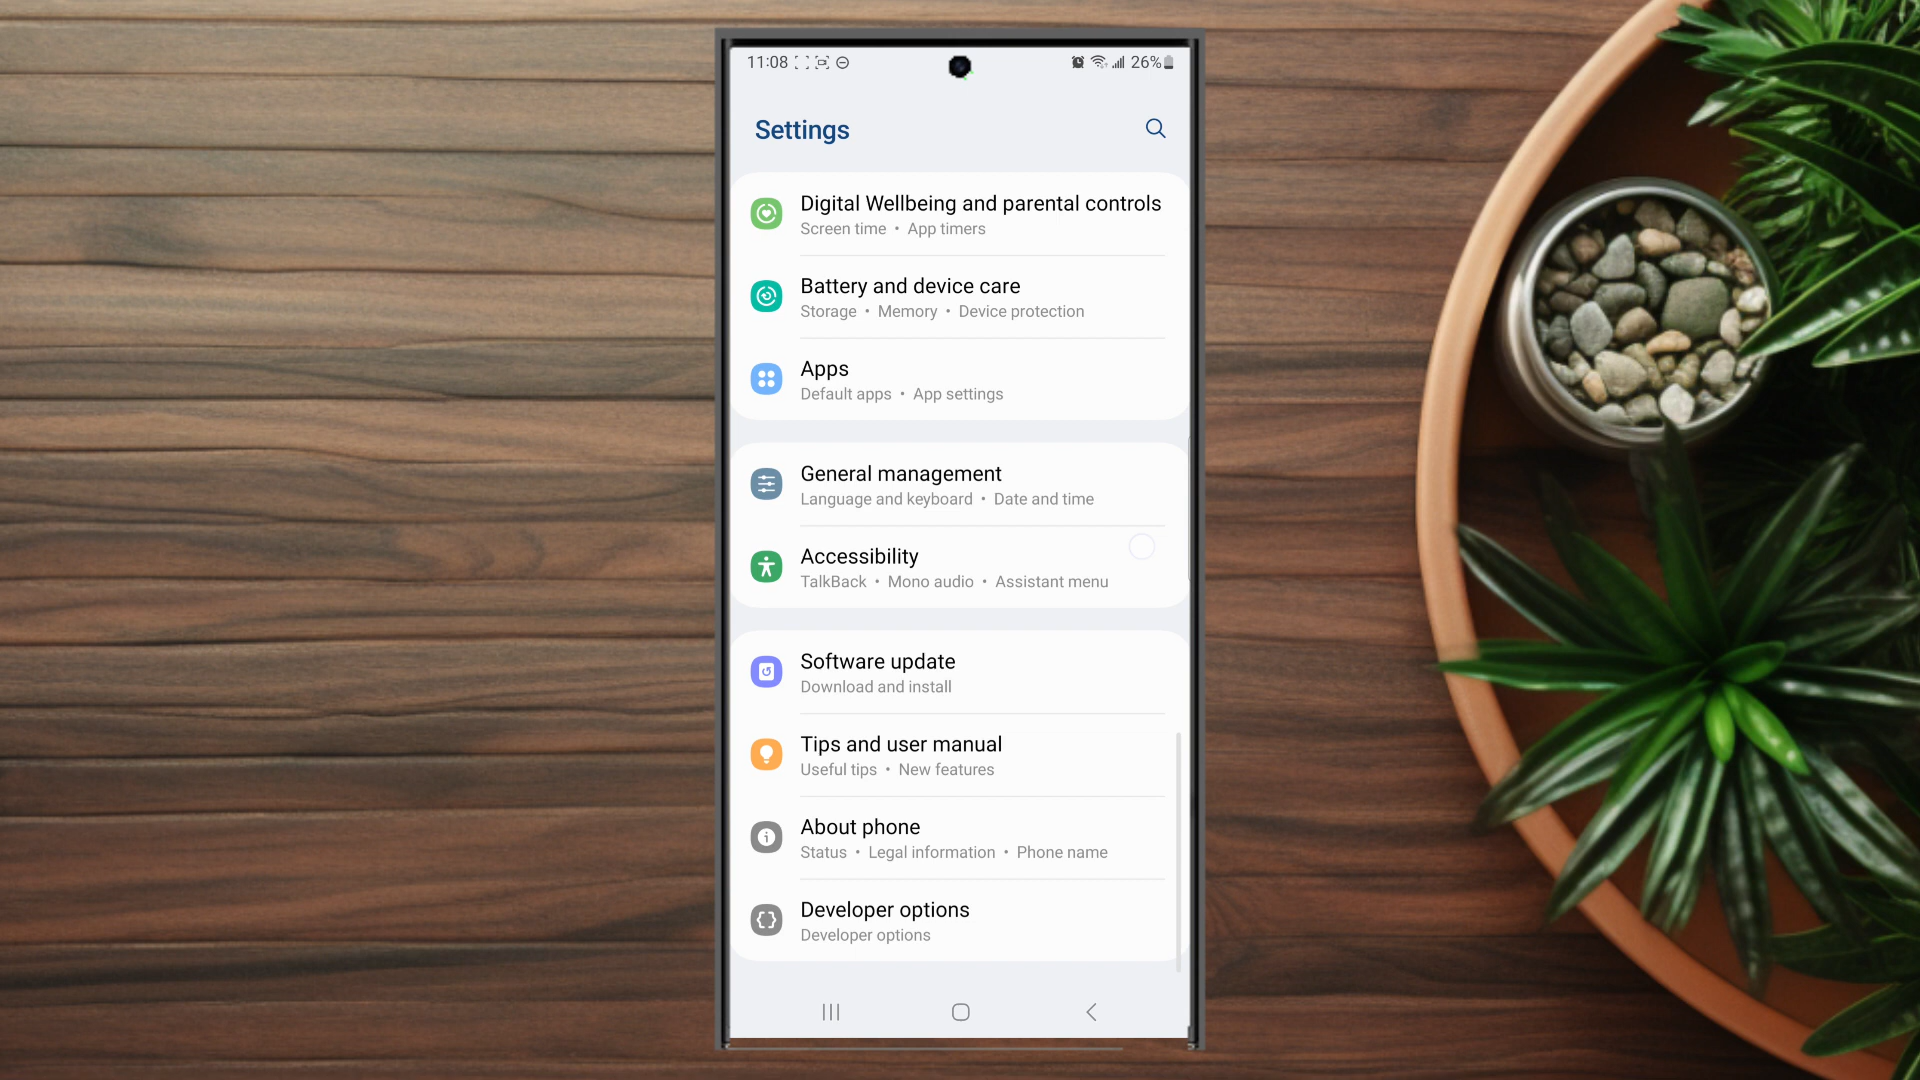 11:08
26%
Settings
Digital Wellbeing and parental controls
Screen time • App timers
Battery and device care
Storage • Memory • Device protection
Apps
Default apps • App settings
General management
Language and keyboard • Date and time
Accessibility
TalkBack • Mono audio • Assistant menu
Software update
Download and install
Tips and user manual
Useful tips • New features
About phone
Status • Legal information • Phone name
Developer options
Developer options